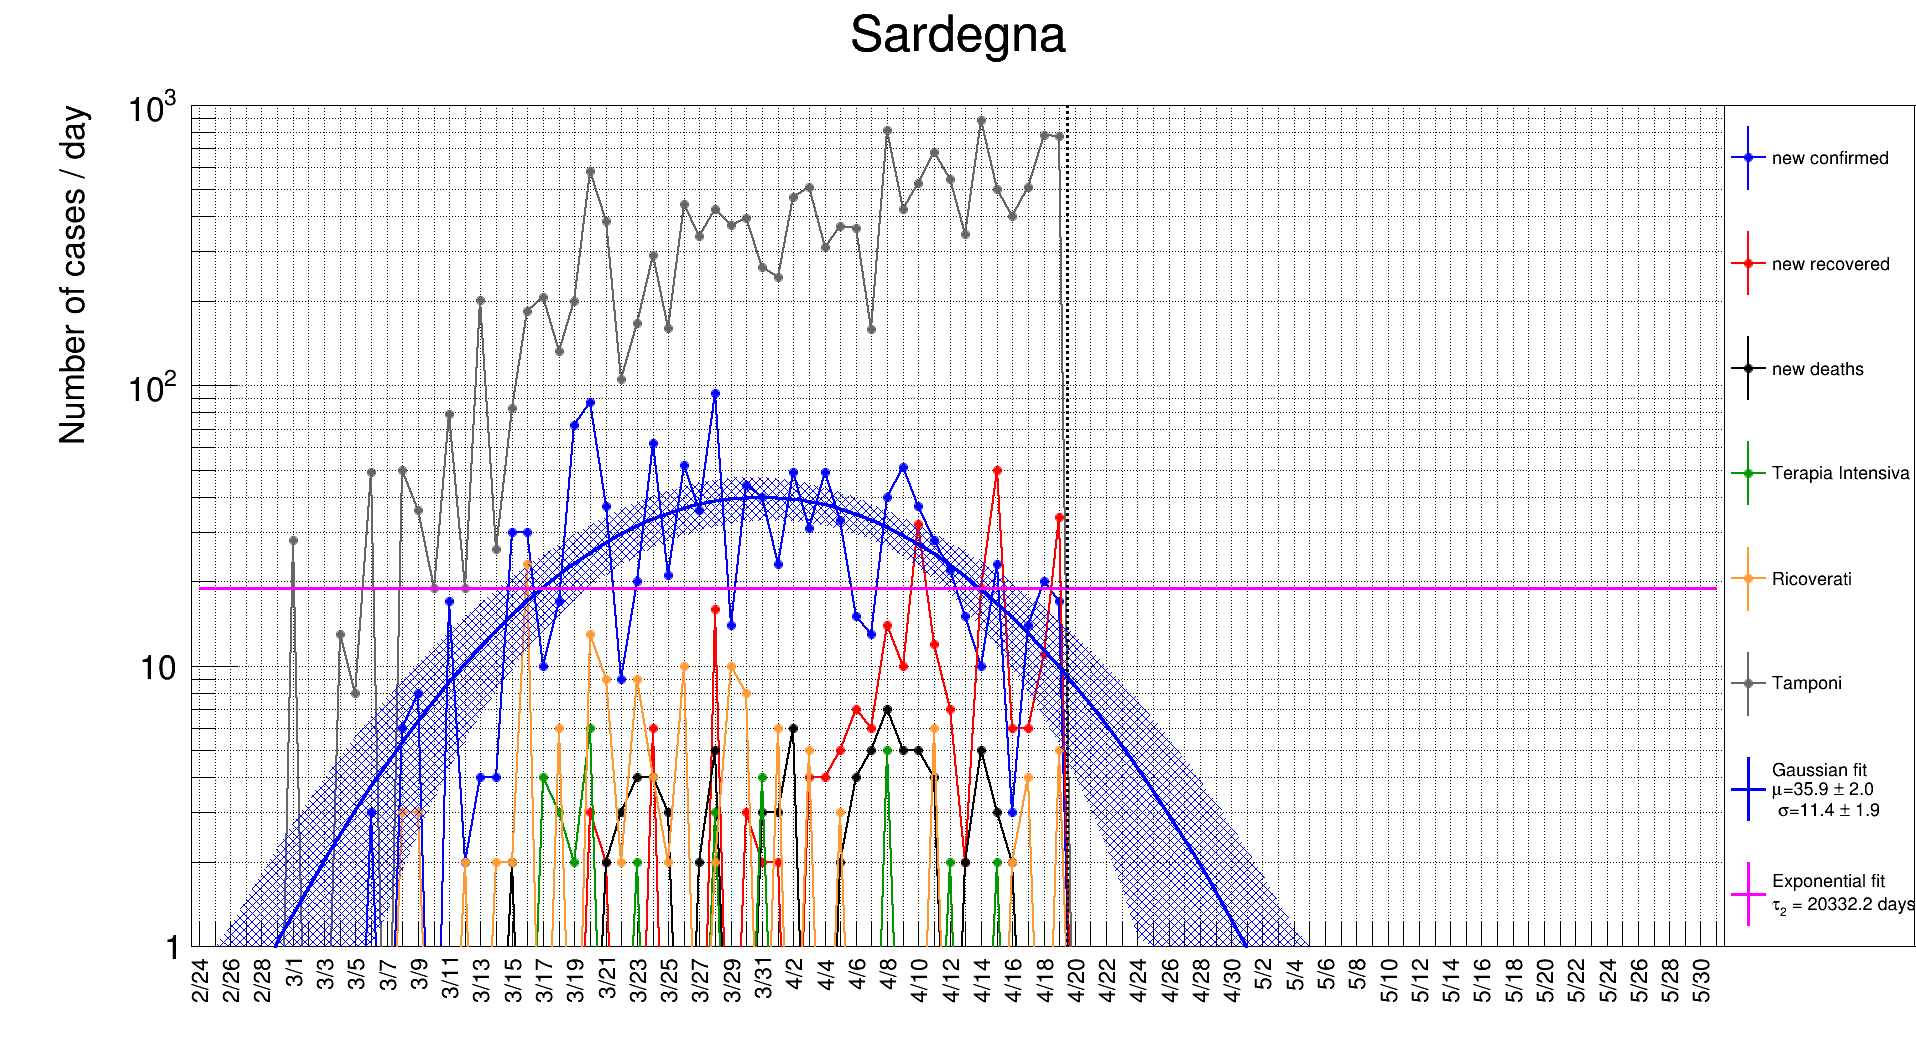 Sardegna
Number of cases / day
10³
10²
10
1
2/24 2/26 2/28 3/1 3/3 3/5 3/7 3/9 3/11 3/13 3/15 3/17 3/19 3/21 3/23 3/25 3/27 3/29 3/31 4/2 4/4 4/6 4/8 4/10 4/12 4/14 4/16 4/18 4/20 4/22 4/24 4/26 4/28 4/30 5/2 5/4 5/6 5/8 5/10 5/12 5/14 5/16 5/18 5/20 5/22 5/24 5/26 5/28 5/30
new confirmed
new recovered
new deaths
Terapia Intensiva
Ricoverati
Tamponi
Gaussian fit
μ=35.9 ± 2.0
σ=11.4 ± 1.9
Exponential fit
τ₂ = 20332.2 days